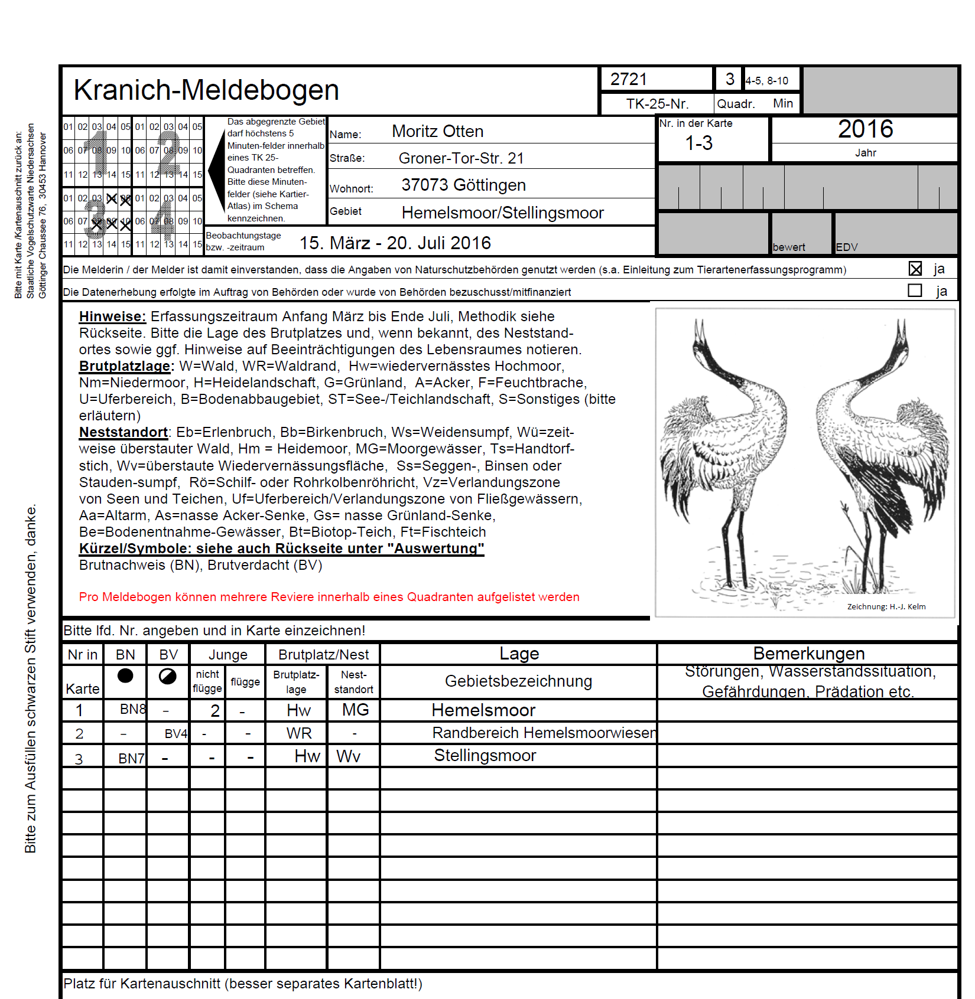 Kranich-Meldebogen
2721
3
4-5, 8-10
TK-25-Nr.
Quadr.
Min
01 02 03 04 05 01 02 03 04 05
06 07 08 09 10 06 07 08 09 10
11 12 13 14 15 11 12 13 14 15
1 2
01 02 03 04 05 01 02 03 04 05
06 07 08 09 10 06 07 08 09 10
11 12 13 14 15 11 12 13 14 15
3 4
Das abgegrenzte Gebiet
darf höchstens 5
Minuten-felder innerhalb
eines TK 25-
Quadranten betreffen.
Bitte diese Minuten-
felder (siehe Kartier-
Atlas) im Schema
kennzeichnen.
Name: Moritz Otten
Straße: Groner-Tor-Str. 21
Wohnort: 37073 Göttingen
Gebiet Hemelsmoor/Stellingsmoor
Beobachtungstage
bzw. -zeitraum
15. März - 20. Juli 2016
Nr. in der Karte
1-3
2016
Jahr
bewert
EDV
Die Melderin / der Melder ist damit einverstanden, dass die Angaben von Naturschutzbehörden genutzt werden (s.a. Einleitung zum Tierartenerfassungsprogramm) ja
Die Datenerhebung erfolgte im Auftrag von Behörden oder wurde von Behörden bezuschusst/mitfinanziert ja
Bitte mit Karte /Kartenauschnitt zurück an:
Staatliche Vogelschutzwarte Niedersachsen
Göttinger Chaussee 76, 30453 Hannover
Hinweise: Erfassungszeitraum Anfang März bis Ende Juli, Methodik siehe
Rückseite. Bitte die Lage des Brutplatzes und, wenn bekannt, des Neststand-
ortes sowie ggf. Hinweise auf Beeinträchtigungen des Lebensraumes notieren.
Brutplatzlage: W=Wald, WR=Waldrand, Hw=wiedervernässtes Hochmoor,
Nm=Niedermoor, H=Heidelandschaft, G=Grünland, A=Acker, F=Feuchtbrache,
U=Uferbereich, B=Bodenabbaugebiet, ST=See-/Teichlandschaft, S=Sonstiges (bitte
erläutern)
Neststandort: Eb=Erlenbruch, Bb=Birkenbruch, Ws=Weidensumpf, Wü=zeit-
weise überstauter Wald, Hm = Heidemoor, MG=Moorgewässer, Ts=Handtorf-
stich, Wv=überstaute Wiedervernässungsfläche, Ss=Seggen-, Binsen oder
Stauden-sumpf, Rö=Schilf- oder Rohrkolbenröhricht, Vz=Verlandungszone
von Seen und Teichen, Uf=Uferbereich/Verlandungszone von Fließgewässern,
Aa=Altarm, As=nasse Acker-Senke, Gs= nasse Grünland-Senke,
Be=Bodenentnahme-Gewässer, Bt=Biotop-Teich, Ft=Fischteich
Kürzel/Symbole: siehe auch Rückseite unter "Auswertung"
Brutnachweis (BN), Brutverdacht (BV)
Pro Meldebogen können mehrere Reviere innerhalb eines Quadranten aufgelistet werden
Zeichnung: H.-J. Kelm
Bitte zum Ausfüllen schwarzen Stift verwenden, danke.
Bitte lfd. Nr. angeben und in Karte einzeichnen!
Nr in BN BV Junge Brutplatz/Nest Lage Bemerkungen
Karte
nicht
flügge
flügge
Brutplatz-
lage
Nest-
standort
Gebietsbezeichnung
Störungen, Wasserstandssituation,
Gefährdungen, Prädation etc.
1 BN8 - 2 - Hw MG Hemelsmoor
2 - BV4 - - WR - Randbereich Hemelsmoorwiesen
3 BN7 - - - Hw Wv Stellingsmoor
Platz für Kartenauschnitt (besser separates Kartenblatt!)